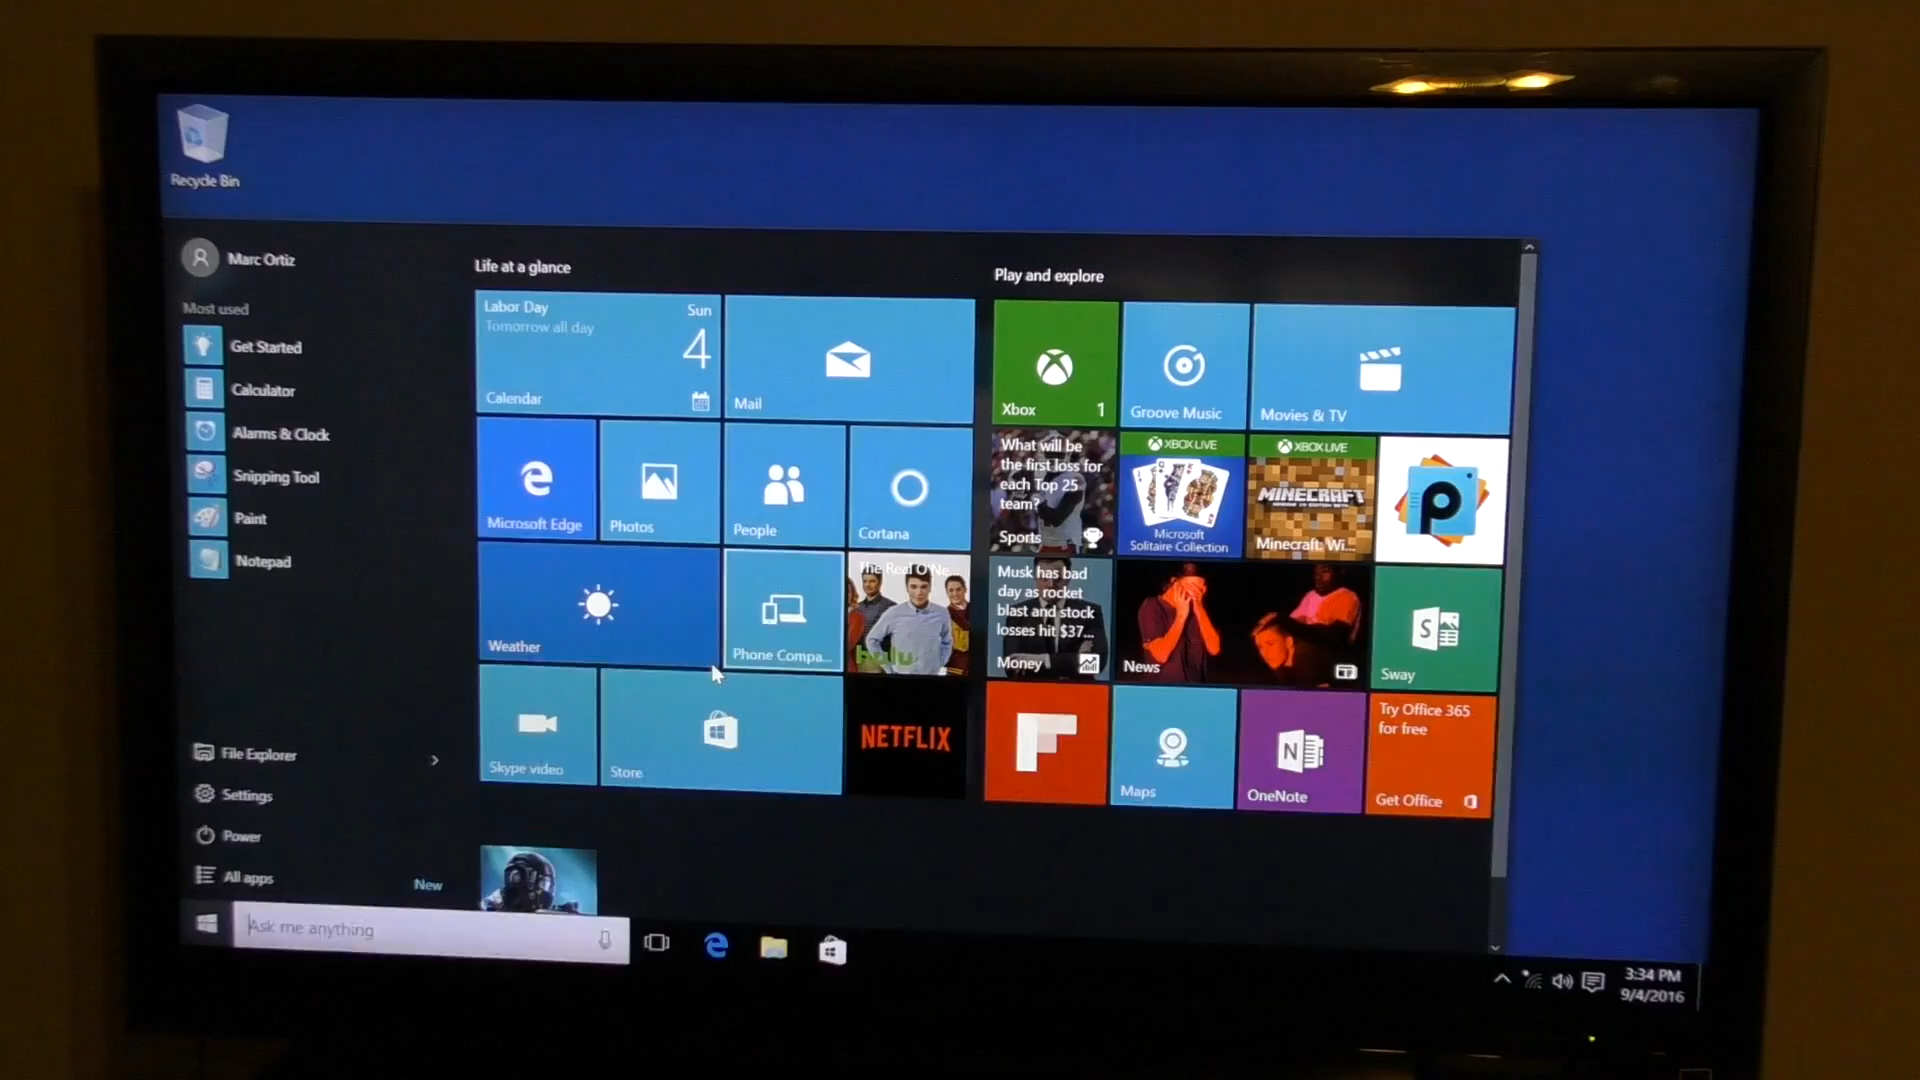 Recycle Bin
Marc Ortiz
Most used
Get Started
Calculator
Alarms & Clock
Snipping Tool
Paint
Notepad
File Explorer
Settings
Power
All apps
New
Ask me anything
Life at a glance
Labor Day
Tomorrow all day
Sun
4
Calendar
Mail
Microsoft Edge
Photos
People
Cortana
Weather
Phone Compa...
The Real O'Ne...
hulu
Skype video
Store
NETFLIX
Play and explore
Xbox
1
Groove Music
Movies & TV
What will be
the first loss for
each Top 25
team?
Sports
XBOX LIVE
Microsoft
Solitaire Collection
XBOX LIVE
MINECRAFT
Minecraft: Wi...
p
Musk has bad
day as rocket
blast and stock
losses hit $37...
Money
News
S
Sway
F
Maps
N
OneNote
Try Office 365
for free
Get Office
3:34 PM
9/4/2016